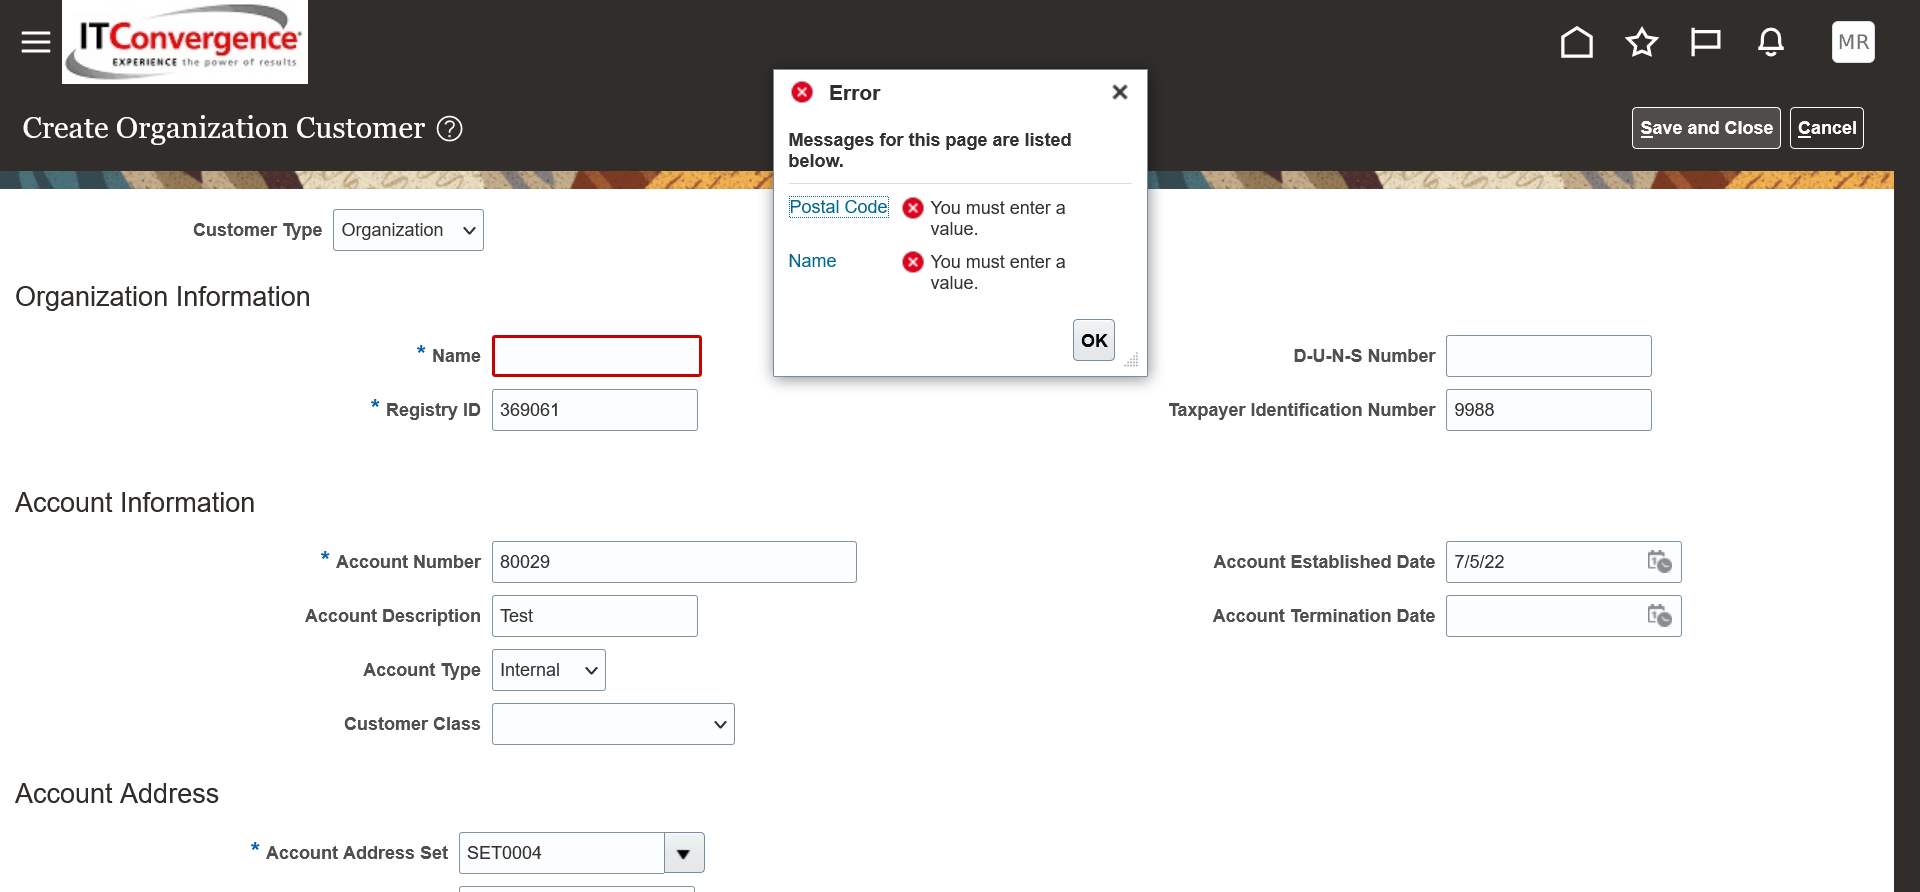 ITConvergence
EXPERIENCE the power of results
MR
Create Organization Customer ?
Save and Close
Cancel
Error
Messages for this page are listed
below.
Postal Code
You must enter a
value.
Name
You must enter a
value.
OK
Customer Type
Organization
Organization Information
* Name
D-U-N-S Number
* Registry ID
369061
Taxpayer Identification Number
9988
Account Information
* Account Number
80029
Account Established Date
7/5/22
Account Description
Test
Account Termination Date
Account Type
Internal
Customer Class
Account Address
* Account Address Set
SET0004